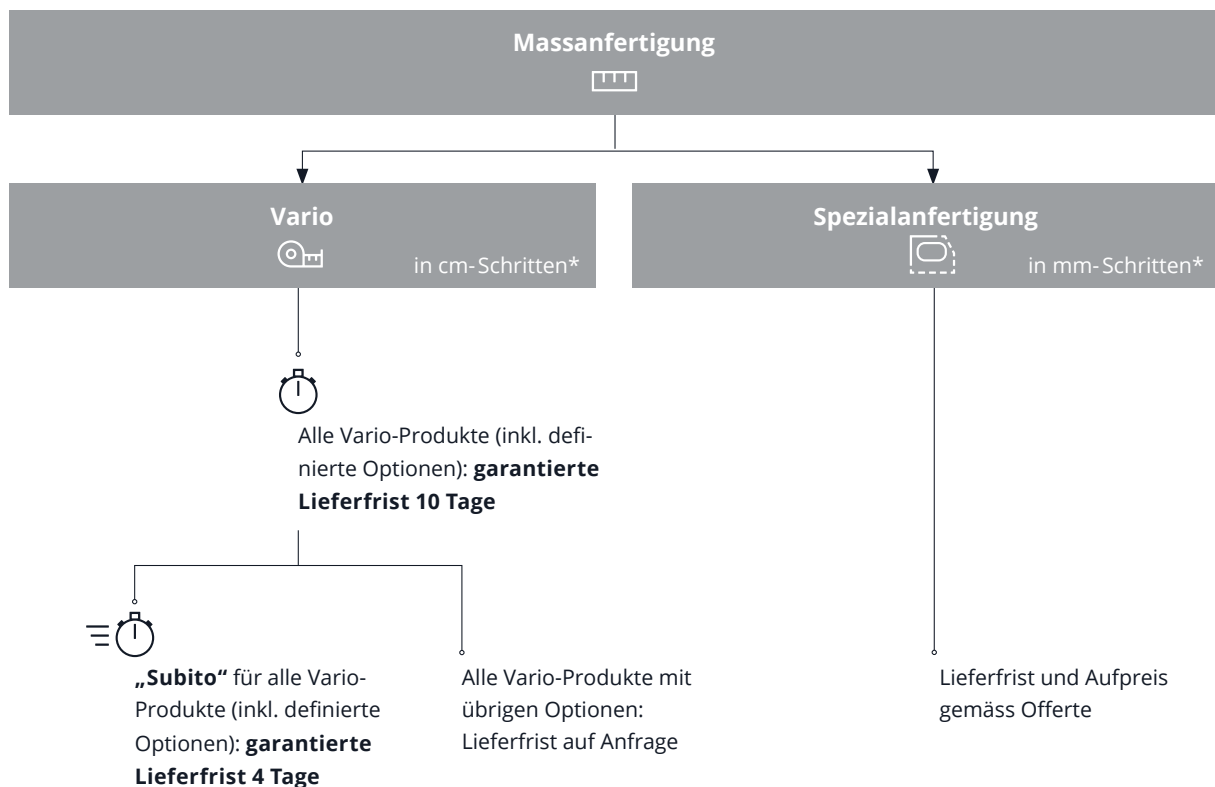 Massanfertigung
Vario
in cm-Schritten*
Spezialanfertigung
in mm-Schritten*
Alle Vario-Produkte (inkl. defi-
nierte Optionen): garantierte
Lieferfrist 10 Tage
„Subito“ für alle Vario-
Produkte (inkl. definierte
Optionen): garantierte
Lieferfrist 4 Tage
Alle Vario-Produkte mit
übrigen Optionen:
Lieferfrist auf Anfrage
Lieferfrist und Aufpreis
gemäss Offerte